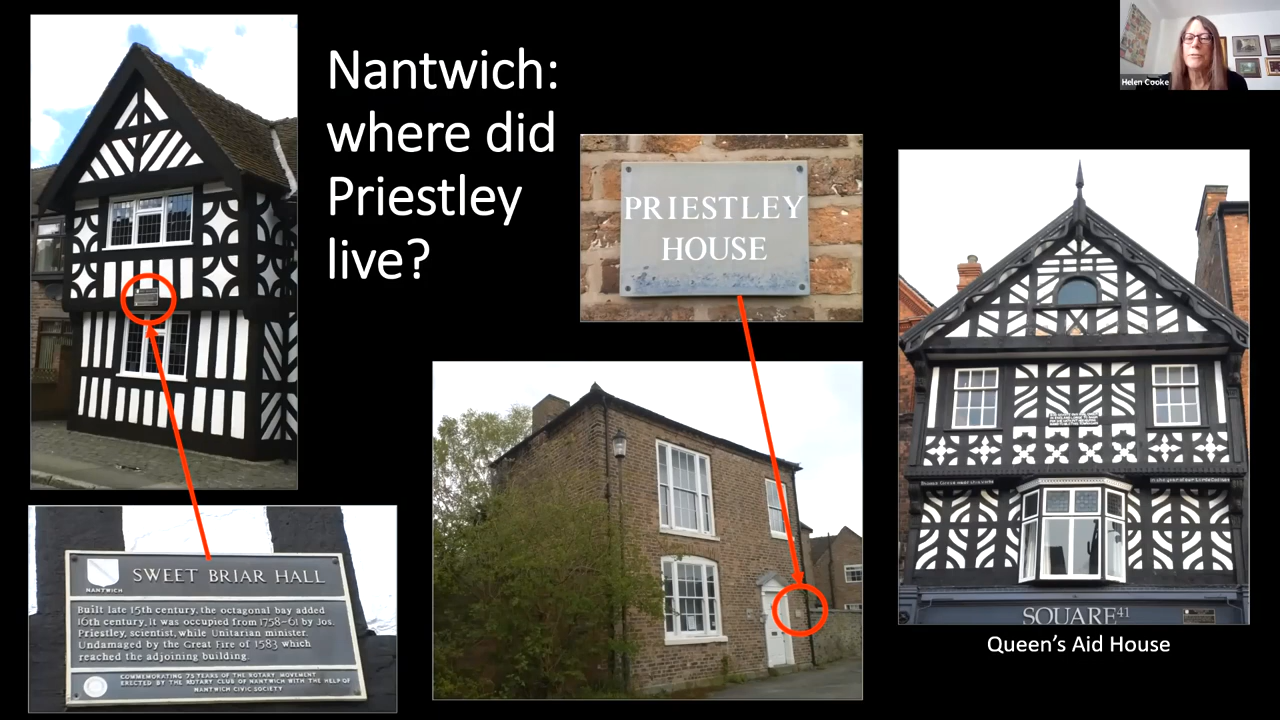 Nantwich:
where did
Priestley
live?
Helen Cooke
PRIESTLEY
HOUSE
SWEET BRIAR HALL
NANTWICH
Built late 15th century, the octagonal bay added
16th century. It was occupied from 1758-61 by Jos.
Priestley, scientist, while Unitarian minister.
Undamaged by the Great Fire of 1583 which
reached the adjoining building.
COMMEMORATING 75 YEARS OF THE ROTARY MOVEMENT
ERECTED BY THE ROTARY CLUB OF NANTWICH WITH THE HELP OF
NANTWICH CIVIC SOCIETY
SQUARE41
Queen's Aid House